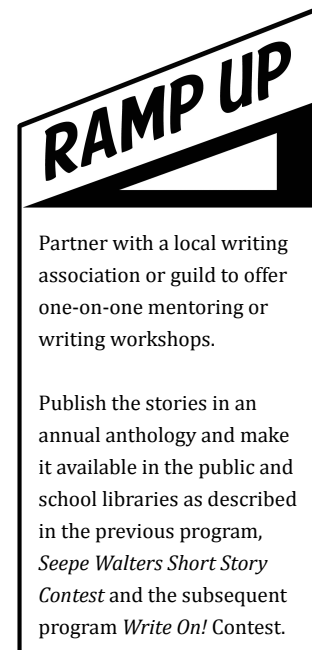 RAMP UP
Partner with a local writing
association or guild to offer
one-on-one mentoring or
writing workshops.
Publish the stories in an
annual anthology and make
it available in the public and
school libraries as described
in the previous program,
Seepe Walters Short Story
Contest and the subsequent
program Write On! Contest.